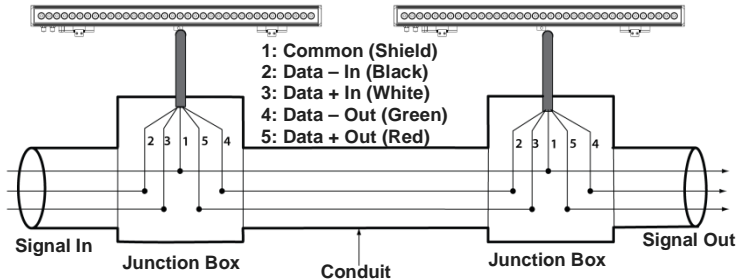 1: Common (Shield)
2: Data – In (Black)
3: Data + In (White)
4: Data – Out (Green)
5: Data + Out (Red)
2 3 1 5 4
2 3 1 5 4
Signal In
Junction Box
Conduit
Junction Box
Signal Out